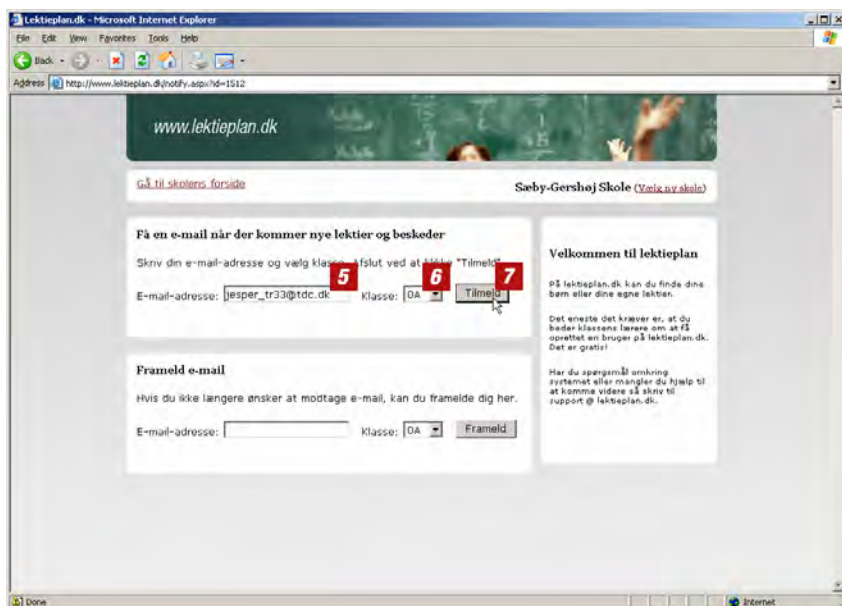 Lektieplan.dk - Microsoft Internet Explorer
File Edit View Favorites Tools Help
Back
Address http://www.lektieplan.dk/notify.aspx?id=1512
www.lektieplan.dk
Gå til skolens forside
Sæby-Gershøj Skole (Vælg ny skole)
Få en e-mail når der kommer nye lektier og beskeder
Skriv din e-mail-adresse og vælg klasse. Afslut ved at klikke "Tilmeld"
5 6 7
E-mail-adresse: jesper_tr33@tdc.dk Klasse: 0A Tilmeld
Frameld e-mail
Hvis du ikke længere ønsker at modtage e-mail, kan du framelde dig her.
E-mail-adresse: Klasse: 0A Frameld
Velkommen til lektieplan
På lektieplan.dk kan du finde dine
børn eller dine egne lektier.
Det eneste det kræver er, at du
beder klassens lærere om at få
oprettet en bruger på lektieplan.dk.
Det er gratis!
Har du spørgsmål omkring
systemet eller mangler du hjælp til
at komme videre så skriv til
support @ lektieplan.dk.
Done
Internet